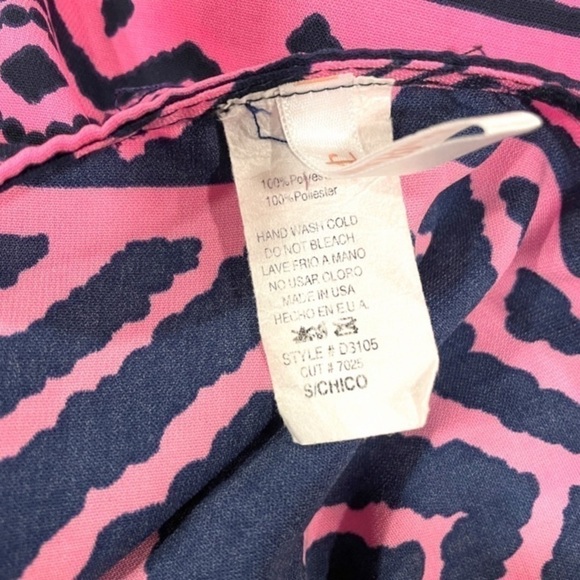 100% Polyester
100% Poliester
HAND WASH COLD
DO NOT BLEACH
LAVE FRIO A MANO
NO USAR CLORO
MADE IN USA
HECHO EN E.U.A.
STYLE # D3105
CUT # 7025
S/CHICO